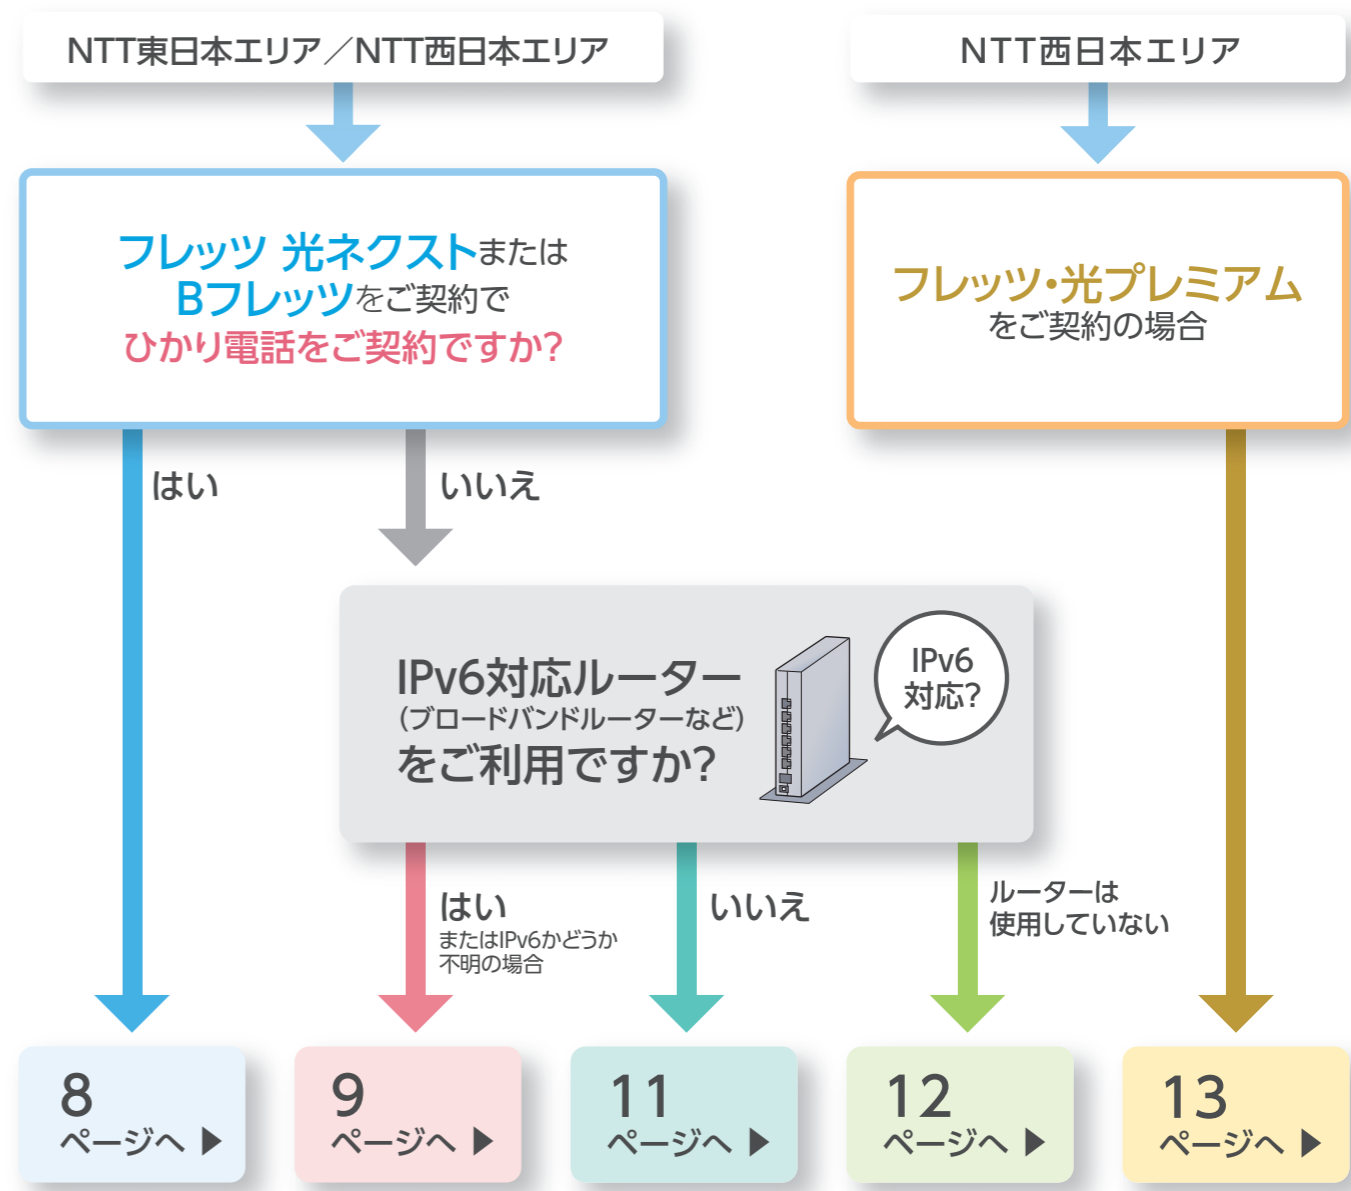 NTT東日本エリア／NTT西日本エリア
NTT西日本エリア
フレッツ 光ネクストまたは
Bフレッツをご契約で
ひかり電話をご契約ですか?
フレッツ・光プレミアム
をご契約の場合
はい
いいえ
IPv6対応ルーター
（ブロードバンドルーターなど）
をご利用ですか?
IPv6
対応?
はい
またはIPv6かどうか
不明の場合
いいえ
ルーターは
使用していない
8
ページへ ▶
9
ページへ ▶
11
ページへ ▶
12
ページへ ▶
13
ページへ ▶